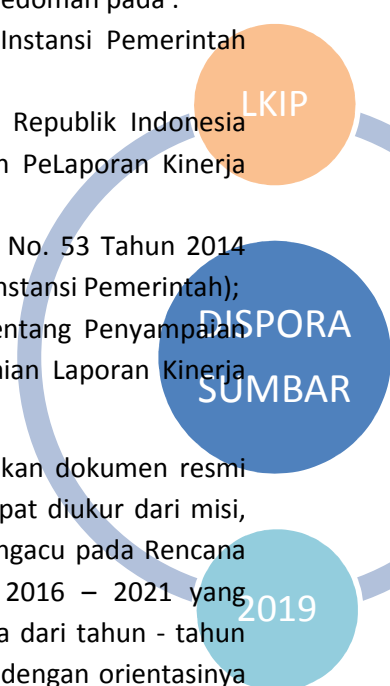 edoman pada :
Instansi Pemerintah
LKIP
Republik Indonesia
PeLaporan Kinerja
No. 53 Tahun 2014
nstansi Pemerintah);
entang Penyampaian
DISPORA
aian Laporan Kinerja
SUMBAR
kan dokumen resmi
pat diukur dari misi,
ngacu pada Rencana
2016 – 2021 yang
2019
a dari tahun - tahun
dengan orientasinya